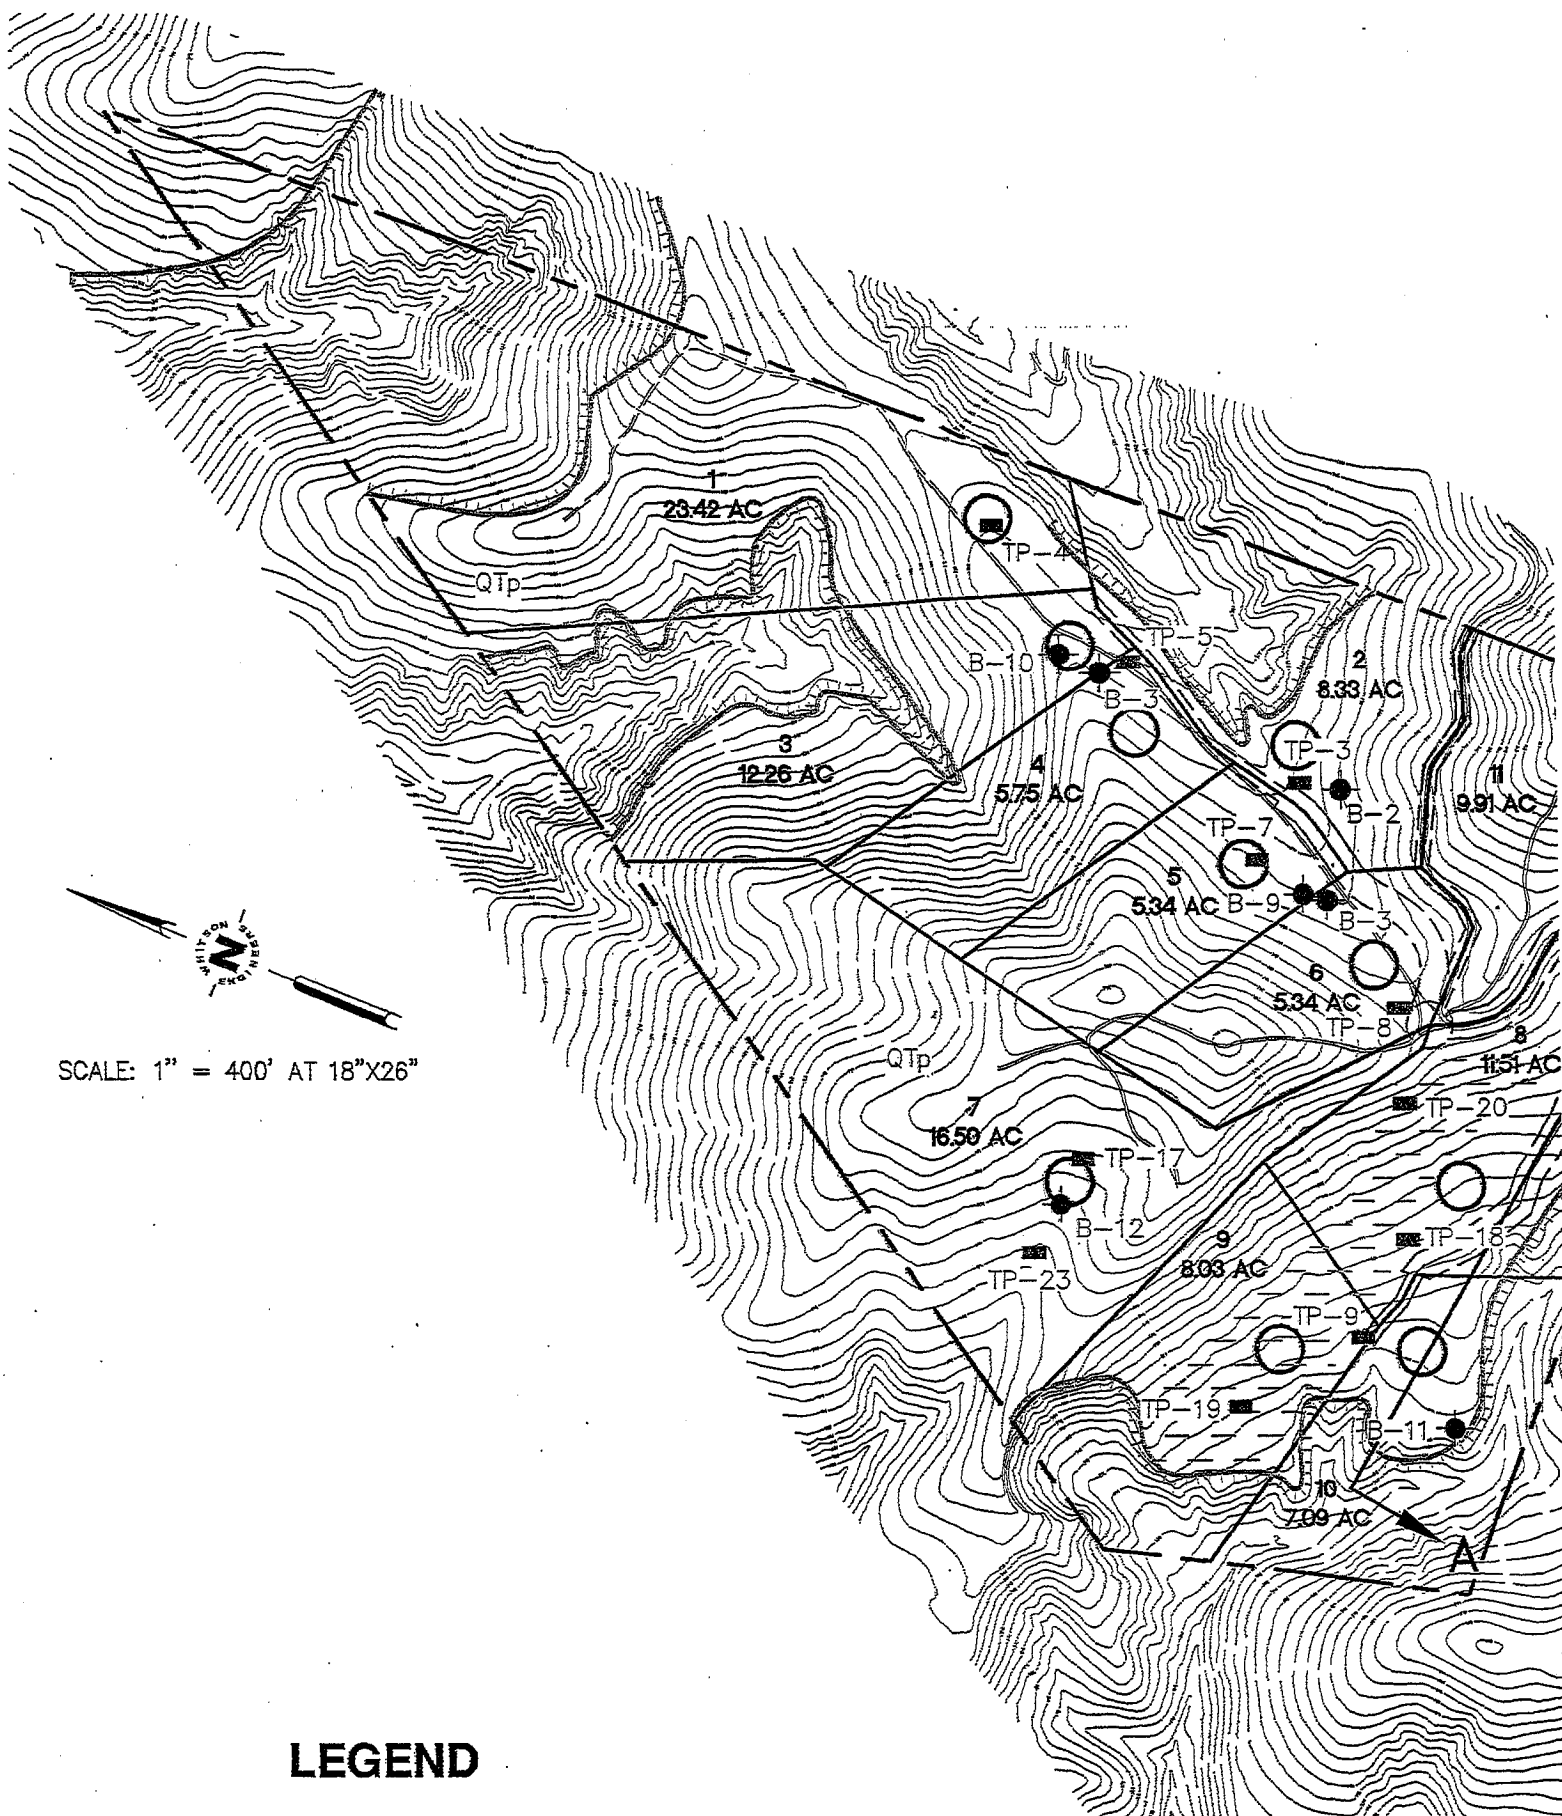 1
23.42 AC
TP-4
QTp
TP-5
B-10
B-3
2
8.33 AC
3
12.26 AC
TP-3
4
5.75 AC
11
9.91 AC
B-2
TP-7
5
5.34 AC
B-9
B-3
WHITSON ENGINEERS
N
6
5.34 AC
TP-8
8
11.51 AC
QTp
SCALE: 1" = 400' AT 18"X26"
7
16.50 AC
TP-20
TP-17
B-12
9
8.03 AC
TP-18
TP-23
TP-9
TP-19
B-11
10
7.09 AC
A
LEGEND